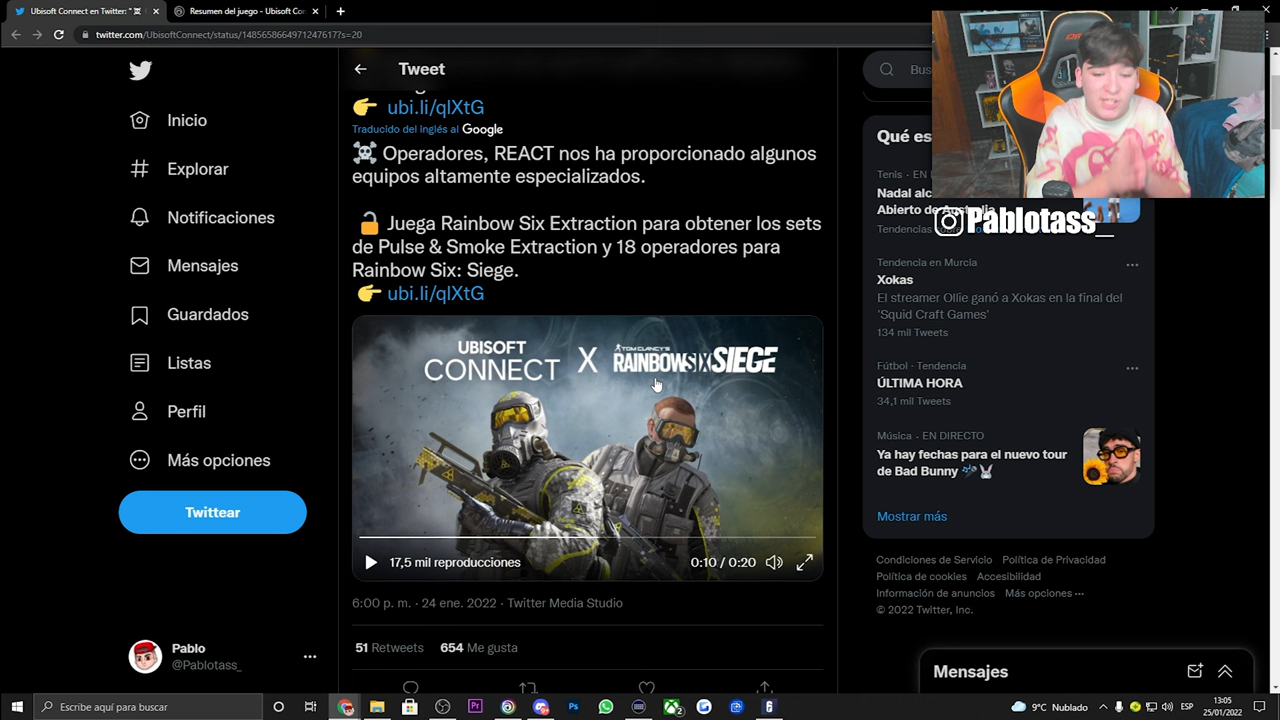 Ubisoft Connect en Twitter: "
Resumen del juego - Ubisoft Co
twitter.com/UbisoftConnect/status/1485658664971247617?s=20
Tweet
Bus
ubi.li/qlXtG
Traducido del Inglés al Google
Operadores, REACT nos ha proporcionado algunos
equipos altamente especializados.
Juega Rainbow Six Extraction para obtener los sets
de Pulse & Smoke Extraction y 18 operadores para
Rainbow Six: Siege.
ubi.li/qlXtG
UBISOFT
CONNECT X TOM CLANCY'S
RAINBOWSIX SIEGE
17,5 mil reproducciones
0:10 / 0:20
6:00 p. m. · 24 ene. 2022 · Twitter Media Studio
51 Retweets 654 Me gusta
Inicio
Explorar
Notificaciones
Mensajes
Guardados
Listas
Perfil
Más opciones
Twittear
Pablo
@Pablotass_
Pablotass_
Qué es
Tenis · EN
Nadal alc
Abierto de Australia
Tendencias
Tendencia en Murcia
Xokas
El streamer Ollie ganó a Xokas en la final del
'Squid Craft Games'
134 mil Tweets
Fútbol · Tendencia
ÚLTIMA HORA
34,1 mil Tweets
Música · EN DIRECTO
Ya hay fechas para el nuevo tour
de Bad Bunny
Mostrar más
Condiciones de Servicio Política de Privacidad
Política de cookies Accesibilidad
Información de anuncios Más opciones
© 2022 Twitter, Inc.
Mensajes
Escribe aquí para buscar
Pr
Ps
2
6
9°C Nublado
ESP
13:05
25/01/2022